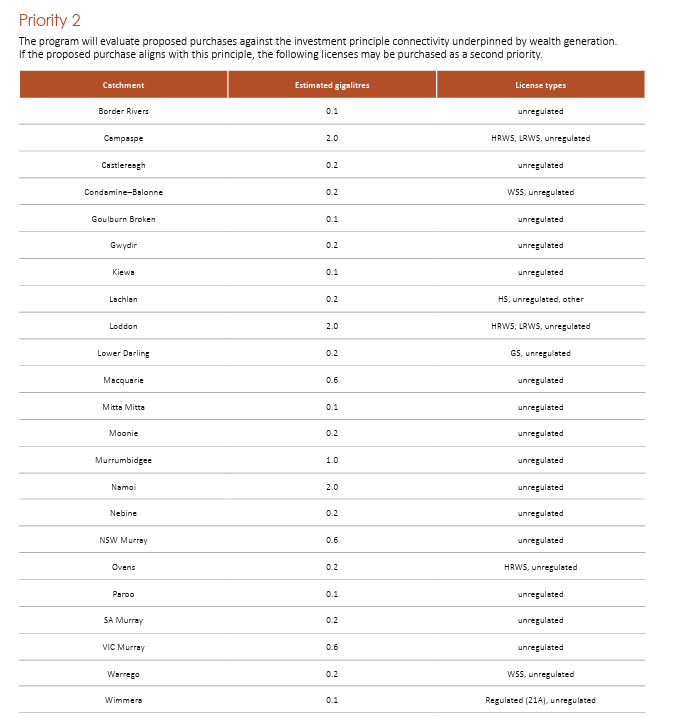 Priority 2
The program will evaluate proposed purchases against the investment principle connectivity underpinned by wealth generation.
If the proposed purchase aligns with this principle, the following licenses may be purchased as a second priority.
Catchment Estimated gigalitres License types
Border Rivers 0.1 unregulated
Campaspe 2.0 HRWS, LRWS, unregulated
Castlereagh 0.2 unregulated
Condamine–Balonne 0.2 WSS, unregulated
Goulburn Broken 0.1 unregulated
Gwydir 0.2 unregulated
Kiewa 0.1 unregulated
Lachlan 0.2 HS, unregulated, other
Loddon 2.0 HRWS, LRWS, unregulated
Lower Darling 0.2 GS, unregulated
Macquarie 0.6 unregulated
Mitta Mitta 0.1 unregulated
Moonie 0.2 unregulated
Murrumbidgee 1.0 unregulated
Namoi 2.0 unregulated
Nebine 0.2 unregulated
NSW Murray 0.6 unregulated
Ovens 0.2 HRWS, unregulated
Paroo 0.1 unregulated
SA Murray 0.2 unregulated
VIC Murray 0.6 unregulated
Warrego 0.2 WSS, unregulated
Wimmera 0.1 Regulated (21A), unregulated